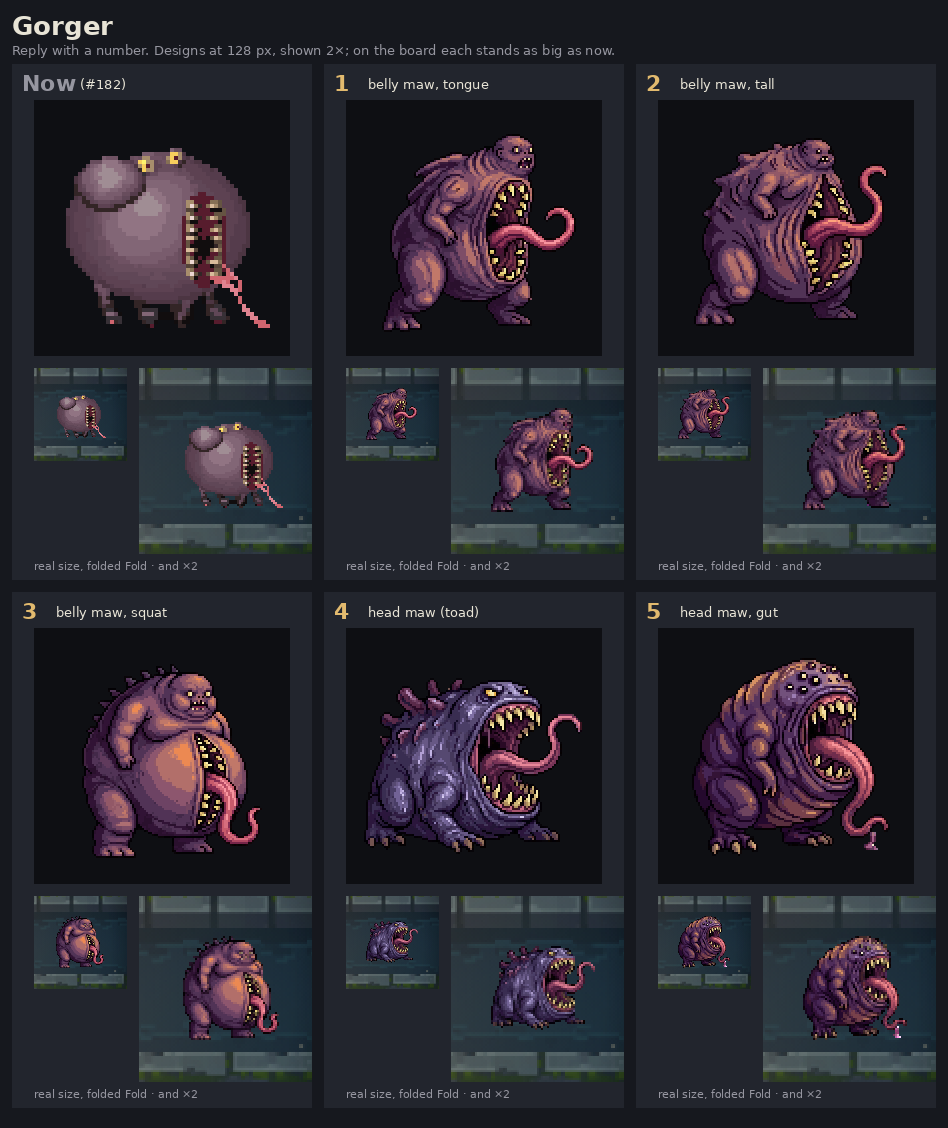 Gorger
Reply with a number. Designs at 128 px, shown 2×; on the board each stands as big as now.
Now (#182)
1 belly maw, tongue
2 belly maw, tall
real size, folded Fold · and ×2
real size, folded Fold · and ×2
real size, folded Fold · and ×2
3 belly maw, squat
4 head maw (toad)
5 head maw, gut
real size, folded Fold · and ×2
real size, folded Fold · and ×2
real size, folded Fold · and ×2